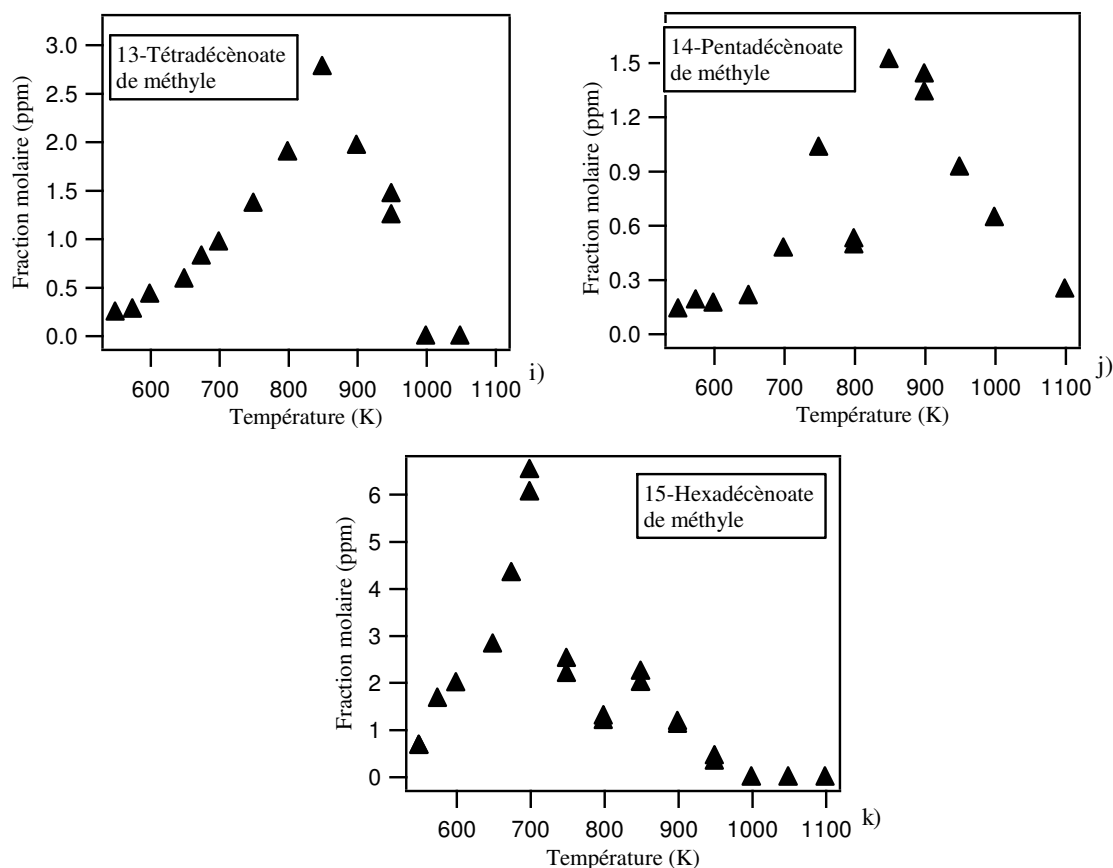 13-Tétradécènoate
de méthyle
Fraction molaire (ppm)
3.0
2.5
2.0
1.5
1.0
0.5
0.0
600 700 800 900 1000 1100
Température (K)
i)
14-Pentadécènoate
de méthyle
Fraction molaire (ppm)
1.5
1.2
0.9
0.6
0.3
0.0
600 700 800 900 1000 1100
Température (K)
j)
15-Hexadécènoate
de méthyle
Fraction molaire (ppm)
6
5
4
3
2
1
0
600 700 800 900 1000 1100
Température (K)
k)